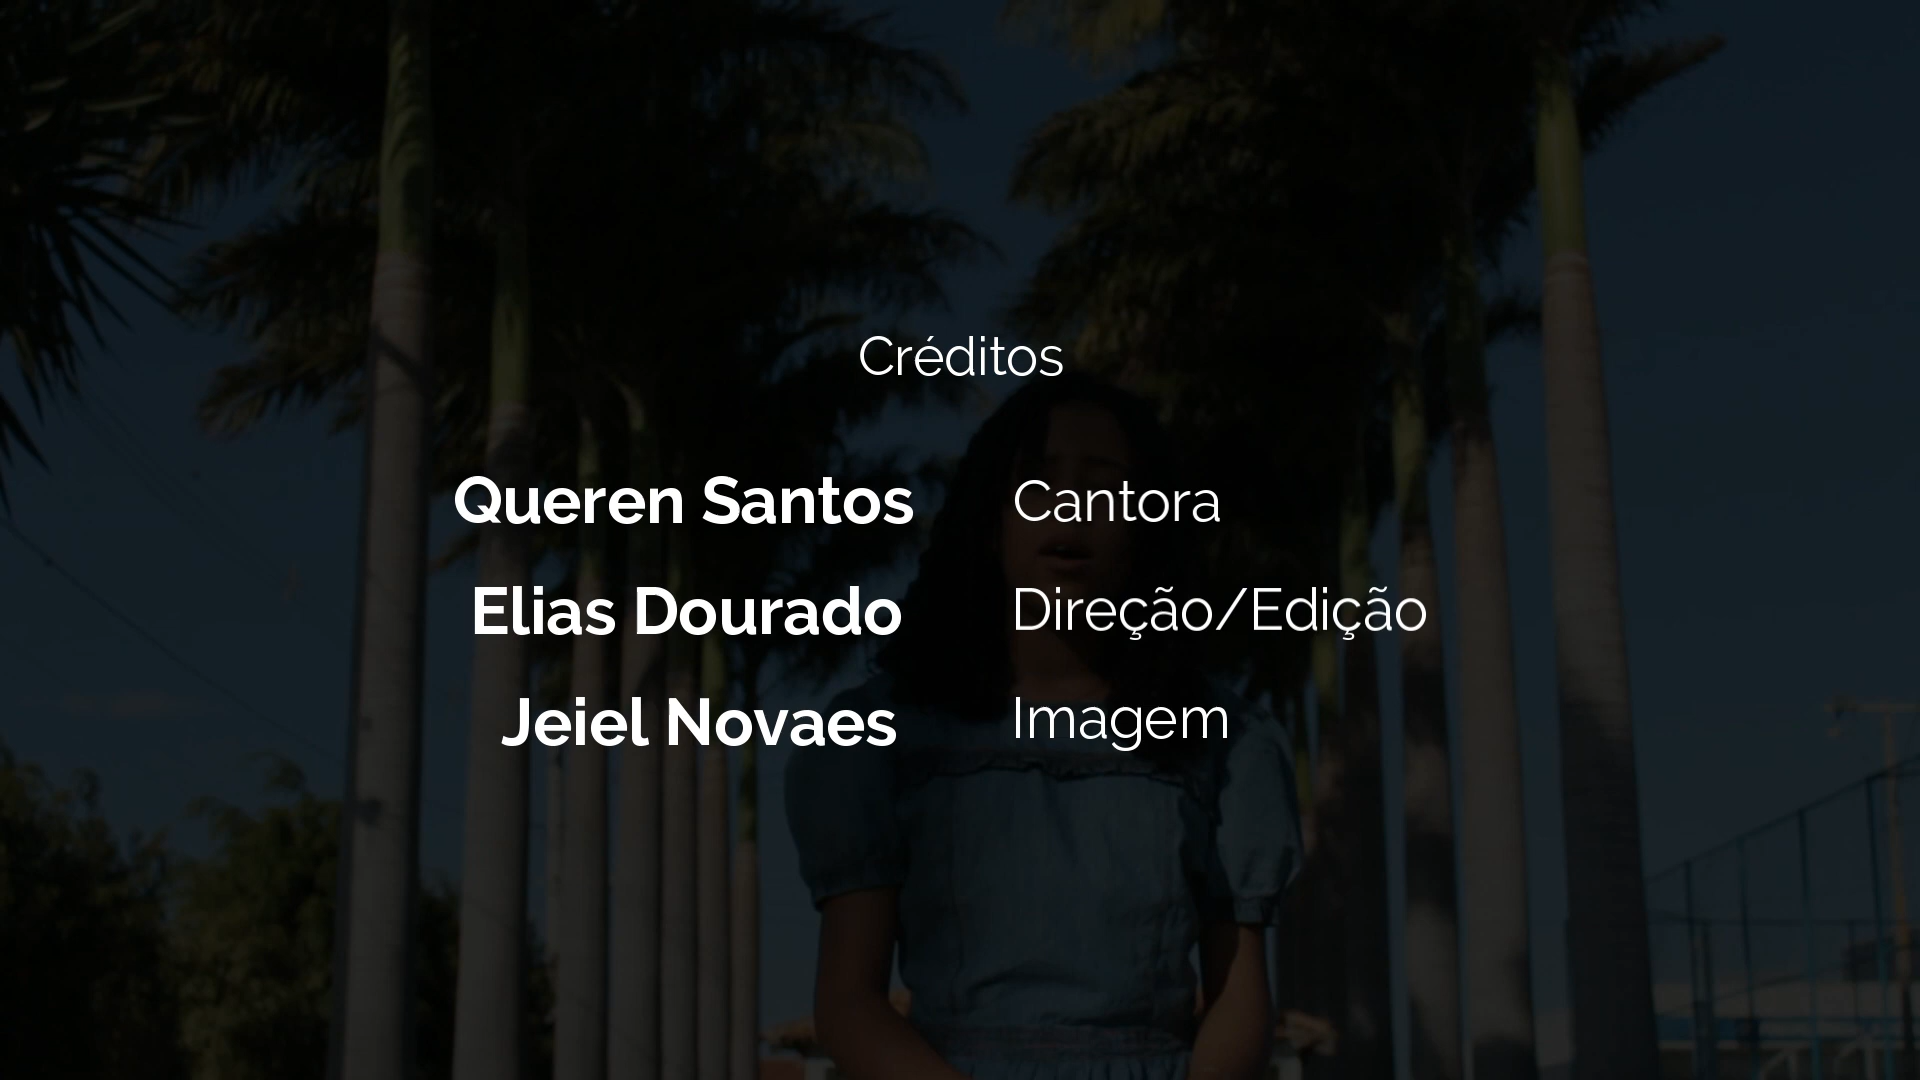 Créditos
Queren Santos Cantora
Elias Dourado Direção/Edição
Jeiel Novaes Imagem